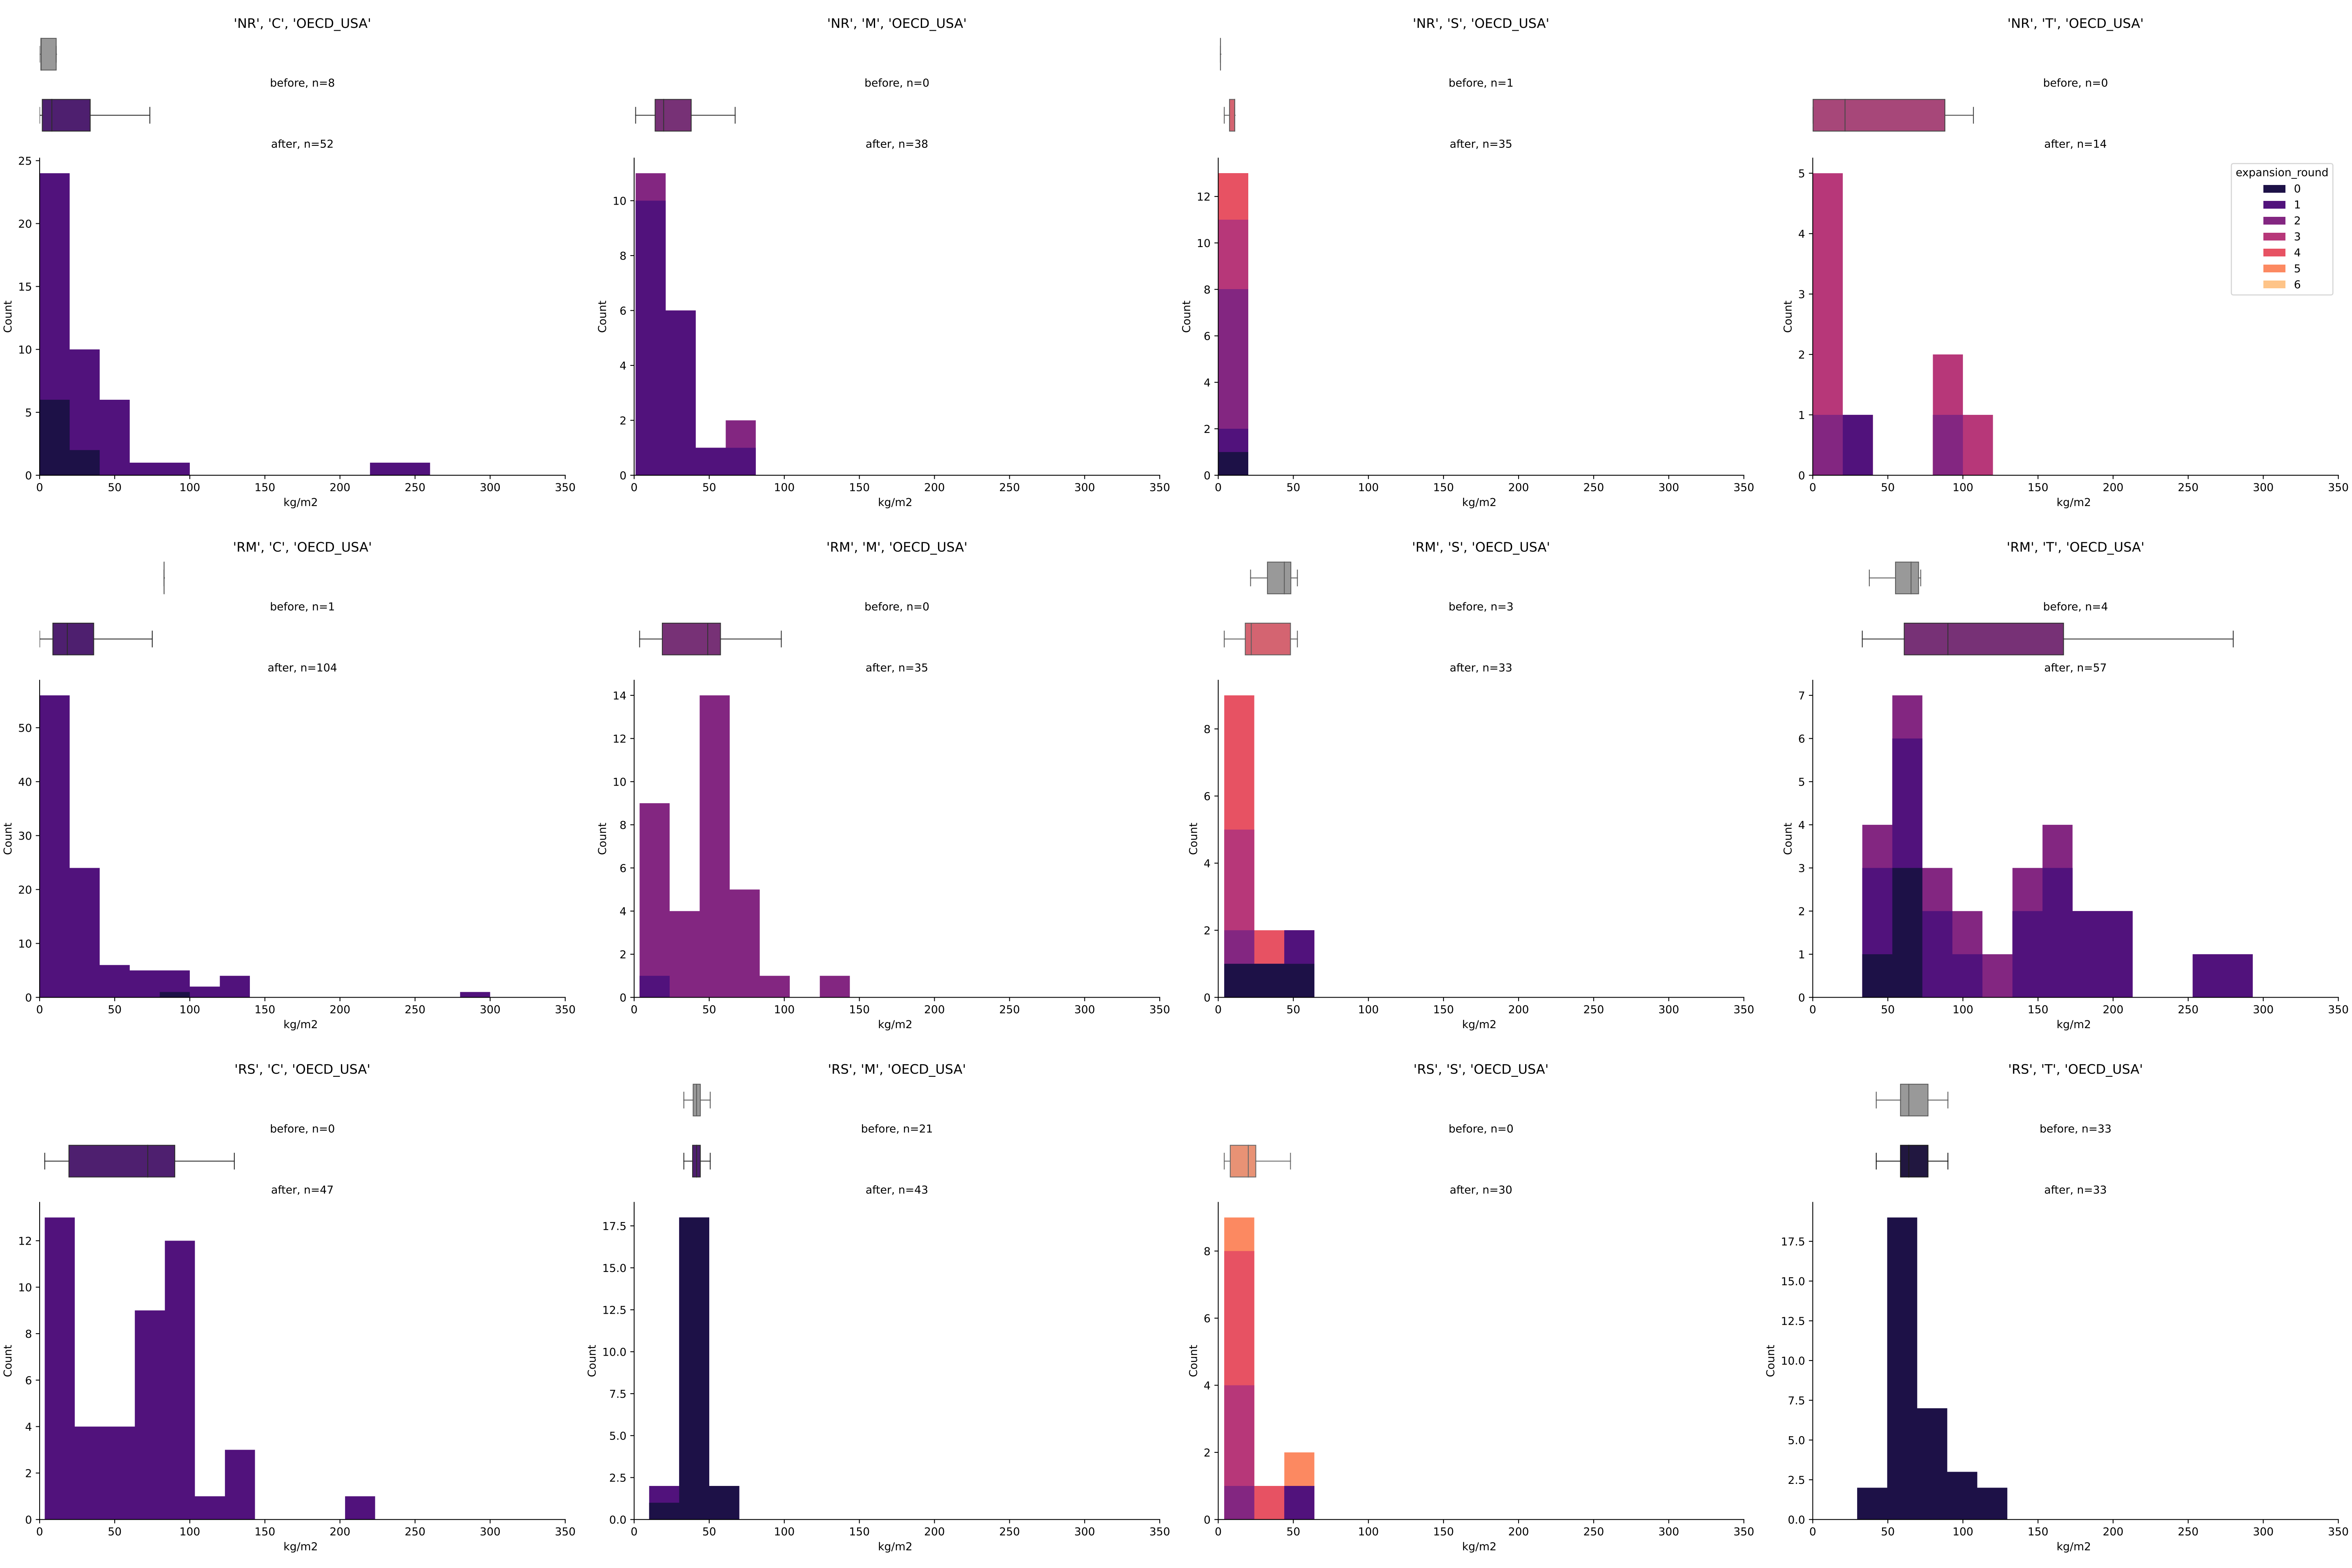 'NR', 'C', 'OECD_USA'
before, n=8
after, n=52
25
20
15
10
5
0
Count
0 50 100 150 200 250 300 350
kg/m2
'NR', 'M', 'OECD_USA'
before, n=0
after, n=38
10
8
6
4
2
0
Count
0 50 100 150 200 250 300 350
kg/m2
'NR', 'S', 'OECD_USA'
before, n=1
after, n=35
12
10
8
6
4
2
0
Count
0 50 100 150 200 250 300 350
kg/m2
'NR', 'T', 'OECD_USA'
before, n=0
after, n=14
5
4
3
2
1
0
Count
expansion_round
0
1
2
3
4
5
6
0 50 100 150 200 250 300 350
kg/m2
'RM', 'C', 'OECD_USA'
before, n=1
after, n=104
50
40
30
20
10
0
Count
0 50 100 150 200 250 300 350
kg/m2
'RM', 'M', 'OECD_USA'
before, n=0
after, n=35
14
12
10
8
6
4
2
0
Count
0 50 100 150 200 250 300 350
kg/m2
'RM', 'S', 'OECD_USA'
before, n=3
after, n=33
8
6
4
2
0
Count
0 50 100 150 200 250 300 350
kg/m2
'RM', 'T', 'OECD_USA'
before, n=4
after, n=57
7
6
5
4
3
2
1
0
Count
0 50 100 150 200 250 300 350
kg/m2
'RS', 'C', 'OECD_USA'
before, n=0
after, n=47
12
10
8
6
4
2
0
Count
0 50 100 150 200 250 300 350
kg/m2
'RS', 'M', 'OECD_USA'
before, n=21
after, n=43
17.5
15.0
12.5
10.0
7.5
5.0
2.5
0.0
Count
0 50 100 150 200 250 300 350
kg/m2
'RS', 'S', 'OECD_USA'
before, n=0
after, n=30
8
6
4
2
0
Count
0 50 100 150 200 250 300 350
kg/m2
'RS', 'T', 'OECD_USA'
before, n=33
after, n=33
17.5
15.0
12.5
10.0
7.5
5.0
2.5
0.0
Count
0 50 100 150 200 250 300 350
kg/m2